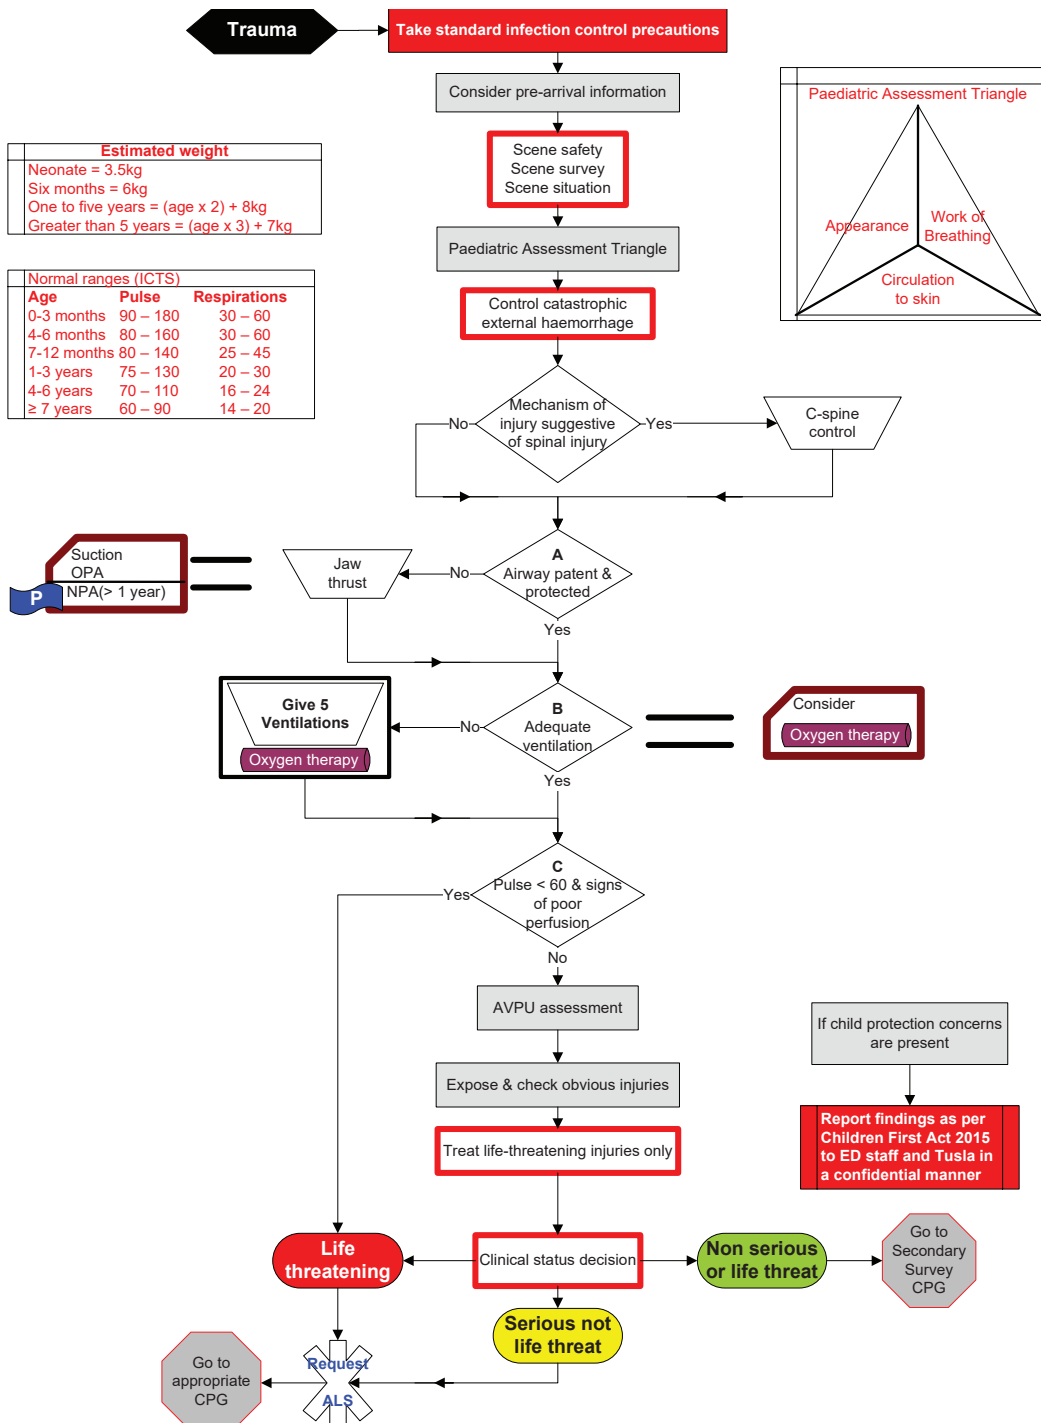 Trauma
Take standard infection control precautions
Consider pre-arrival information
Paediatric Assessment Triangle
Appearance
Work of
Breathing
Circulation
to skin
Estimated weight
Neonate = 3.5kg
Six months = 6kg
One to five years = (age x 2) + 8kg
Greater than 5 years = (age x 3) + 7kg
Scene safety
Scene survey
Scene situation
Paediatric Assessment Triangle
Normal ranges (ICTS)
Age Pulse Respirations
0-3 months 90 – 180 30 – 60
4-6 months 80 – 160 30 – 60
7-12 months 80 – 140 25 – 45
1-3 years 75 – 130 20 – 30
4-6 years 70 – 110 16 – 24
≥ 7 years 60 – 90 14 – 20
Control catastrophic
external haemorrhage
Mechanism of
injury suggestive
of spinal injury
No
Yes
C-spine
control
A
Airway patent &
protected
No
Yes
Jaw
thrust
Suction
OPA
P
NPA(> 1 year)
B
Adequate
ventilation
No
Yes
Give 5
Ventilations
Oxygen therapy
Consider
Oxygen therapy
C
Pulse < 60 & signs
of poor
perfusion
Yes
No
AVPU assessment
Expose & check obvious injuries
Treat life-threatening injuries only
If child protection concerns
are present
Report findings as per
Children First Act 2015
to ED staff and Tusla in
a confidential manner
Clinical status decision
Life
threatening
Non serious
or life threat
Go to
Secondary
Survey
CPG
Serious not
life threat
Request
ALS
Go to
appropriate
CPG